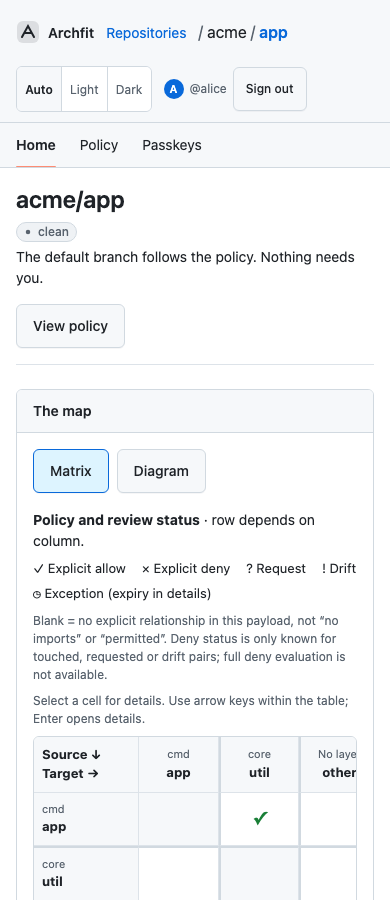 Archfit Repositories / acme / app
Auto Light Dark A @alice Sign out
Home Policy Passkeys
acme/app
• clean
The default branch follows the policy. Nothing needs
you.
View policy
The map
Matrix Diagram
Policy and review status · row depends on
column.
✓ Explicit allow × Explicit deny ? Request ! Drift
◷ Exception (expiry in details)
Blank = no explicit relationship in this payload, not “no
imports” or “permitted”. Deny status is only known for
touched, requested or drift pairs; full deny evaluation is
not available.
Select a cell for details. Use arrow keys within the table;
Enter opens details.
Source ↓ cmd core No laye
Target → app util other
cmd
app ✓
core
util